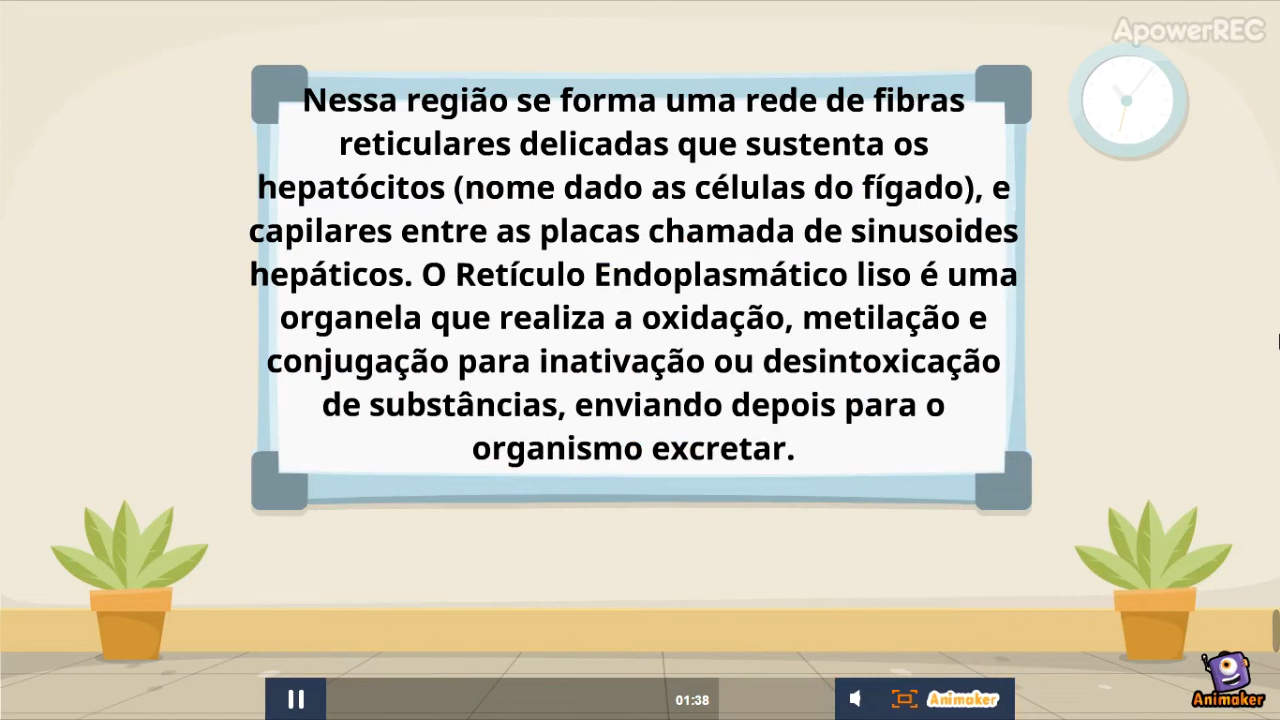 ApowerREC
Nessa região se forma uma rede de fibras
reticulares delicadas que sustenta os
hepatócitos (nome dado as células do fígado), e
capilares entre as placas chamada de sinusoides
hepáticos. O Retículo Endoplasmático liso é uma
organela que realiza a oxidação, metilação e
conjugação para inativação ou desintoxicação
de substâncias, enviando depois para o
organismo excretar.
01:38
Animaker
Animaker